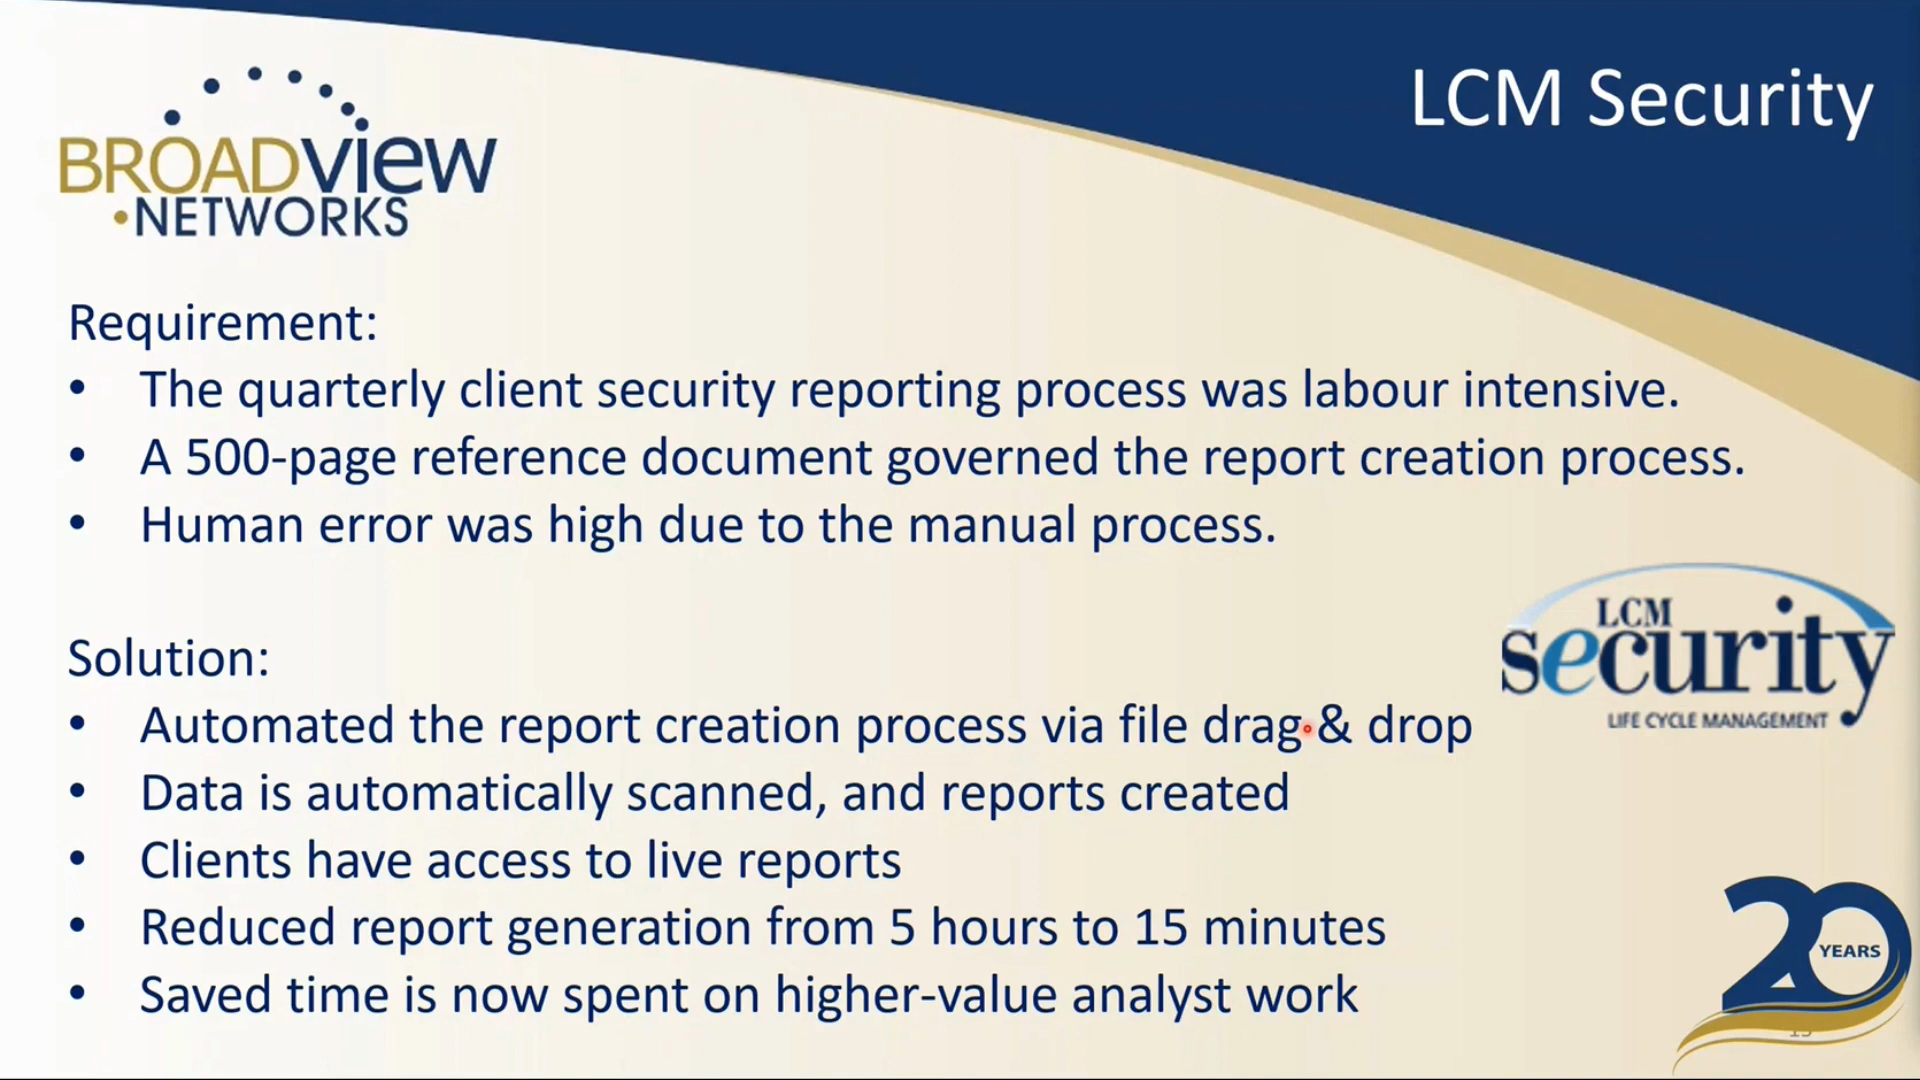 LCM Security
BROADview
•NETWORKS
Requirement:
• The quarterly client security reporting process was labour intensive.
• A 500-page reference document governed the report creation process.
• Human error was high due to the manual process.
LCM
security
LIFE CYCLE MANAGEMENT
Solution:
• Automated the report creation process via file drag & drop
• Data is automatically scanned, and reports created
• Clients have access to live reports
• Reduced report generation from 5 hours to 15 minutes
• Saved time is now spent on higher-value analyst work
20
YEARS